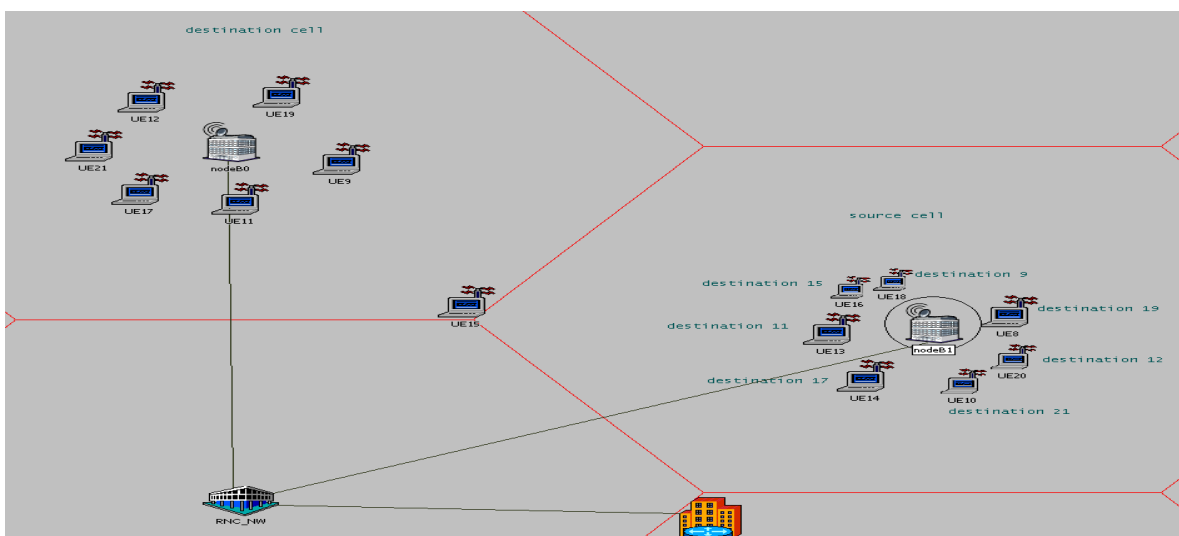 destination cell
UE12
UE19
UE21
nodeB0
UE9
UE17
UE11
source cell
destination 9
destination 15
UE18
UE16
destination 19
UE15
destination 11
UE8
UE13
nodeB1
destination 12
UE20
destination 17
UE14
UE10
destination 21
RNC_NW